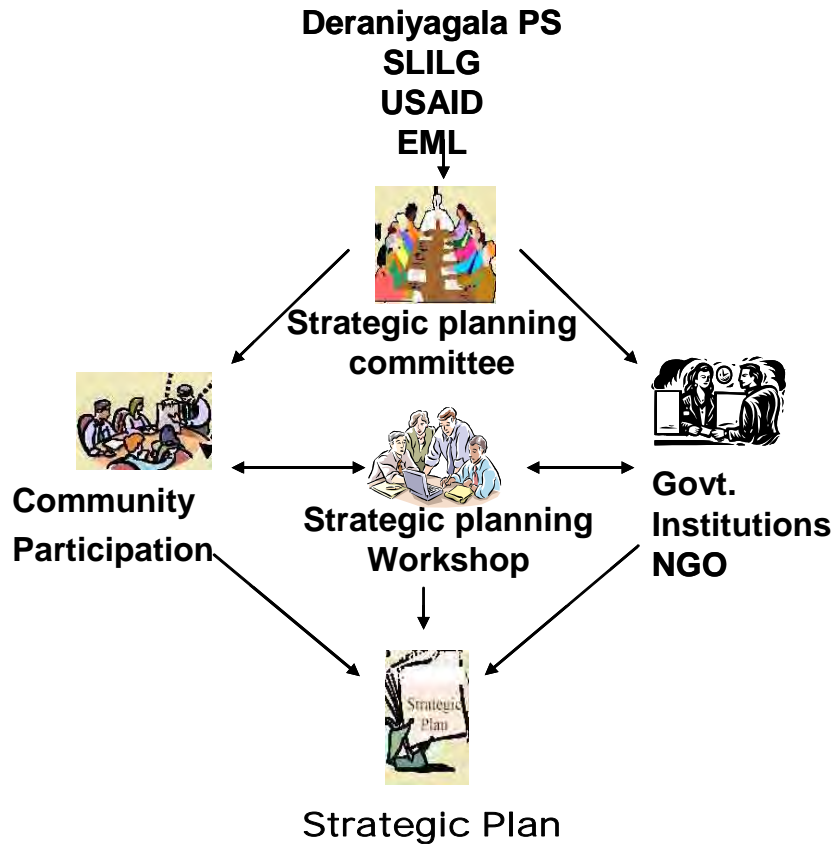 Deraniyagala PS
SLILG
USAID
EML
Strategic planning
committee
Community
Participation
Strategic planning
Workshop
Govt.
Institutions
NGO
Strategic
Plan
Strategic Plan